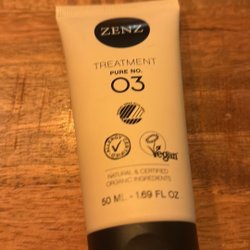 ZENZ
TREATMENT
PURE NO.
03
Vegan
NATURAL & CERTIFIED
ORGANIC INGREDIENTS
50 ML - 1.69 FL OZ